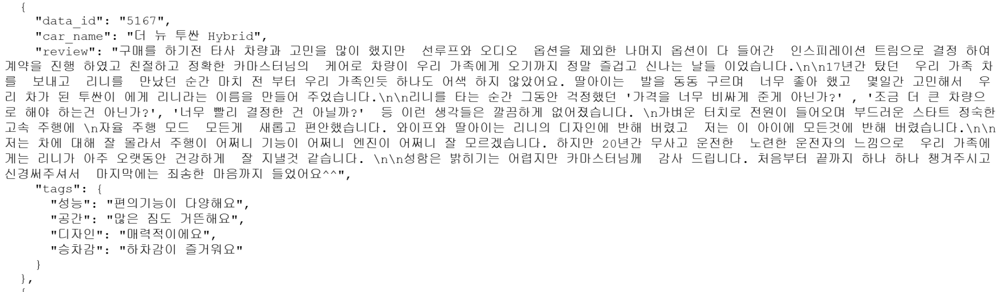 {
"data_id": "5167",
"car_name": "더 뉴 투싼 Hybrid",
"review": "구매를 하기전 타사 차량과 고민을 많이 했지만  선루프와 오디오  옵션을 제외한 나머지 옵션이 다 들어간  인스피레이션 트림으로 결정 하여
계약을 진행 하였고 친절하고 정확한 카마스터님의  케어로 차량이 우리 가족에게 오기까지 정말 즐겁고 신나는 날들 이었습니다.\n\n17년간 탔던  우리 가족 차
를  보내고  리니를  만났던 순간 마치 전 부터 우리 가족인듯 하나도 어색 하지 않았어요. 딸아이는  발을 동동 구르며  너무 좋아 했고  몇일간 고민해서  우
리 차가 된 투싼이 에게 리니라는 이름을 만들어 주었습니다.\n\n리니를 타는 순간 그동안 걱정했던 '가격을 너무 비싸게 준게 아닌가?' , '조금 더 큰 차량으
로 해야 하는건 아닌가?', '너무 빨리 결정한 건 아닐까?'  등 이런 생각들은 깔끔하게 없어졌습니다. \n가벼운 터치로 전원이 들어오며 부드러운 스타트 정숙한
고속 주행에 \n자율 주행 모드  모든게  새롭고 편안했습니다. 와이프와 딸아이는 리니의 디자인에 반해 버렸고  저는 이 아이에 모든것에 반해 버렸습니다.\n\n
저는 차에 대해 잘 몰라서 주행이 어쩌니 기능이 어쩌니 엔진이 어쩌니 잘 모르겠습니다. 하지만 20년간 무사고 운전한  노련한 운전자의 느낌으로  우리 가족에
게는 리니가 아주 오랫동안 건강하게  잘 지낼것 같습니다. \n\n성함은 밝히기는 어렵지만 카마스터님께  감사 드립니다. 처음부터 끝까지 하나 하나 챙겨주시고
신경써주셔서  마지막에는 죄송한 마음까지 들었어요^^",
"tags": {
"성능": "편의기능이 다양해요",
"공간": "많은 짐도 거뜬해요",
"디자인": "매력적이에요",
"승차감": "하차감이 즐거워요"
}
},
{